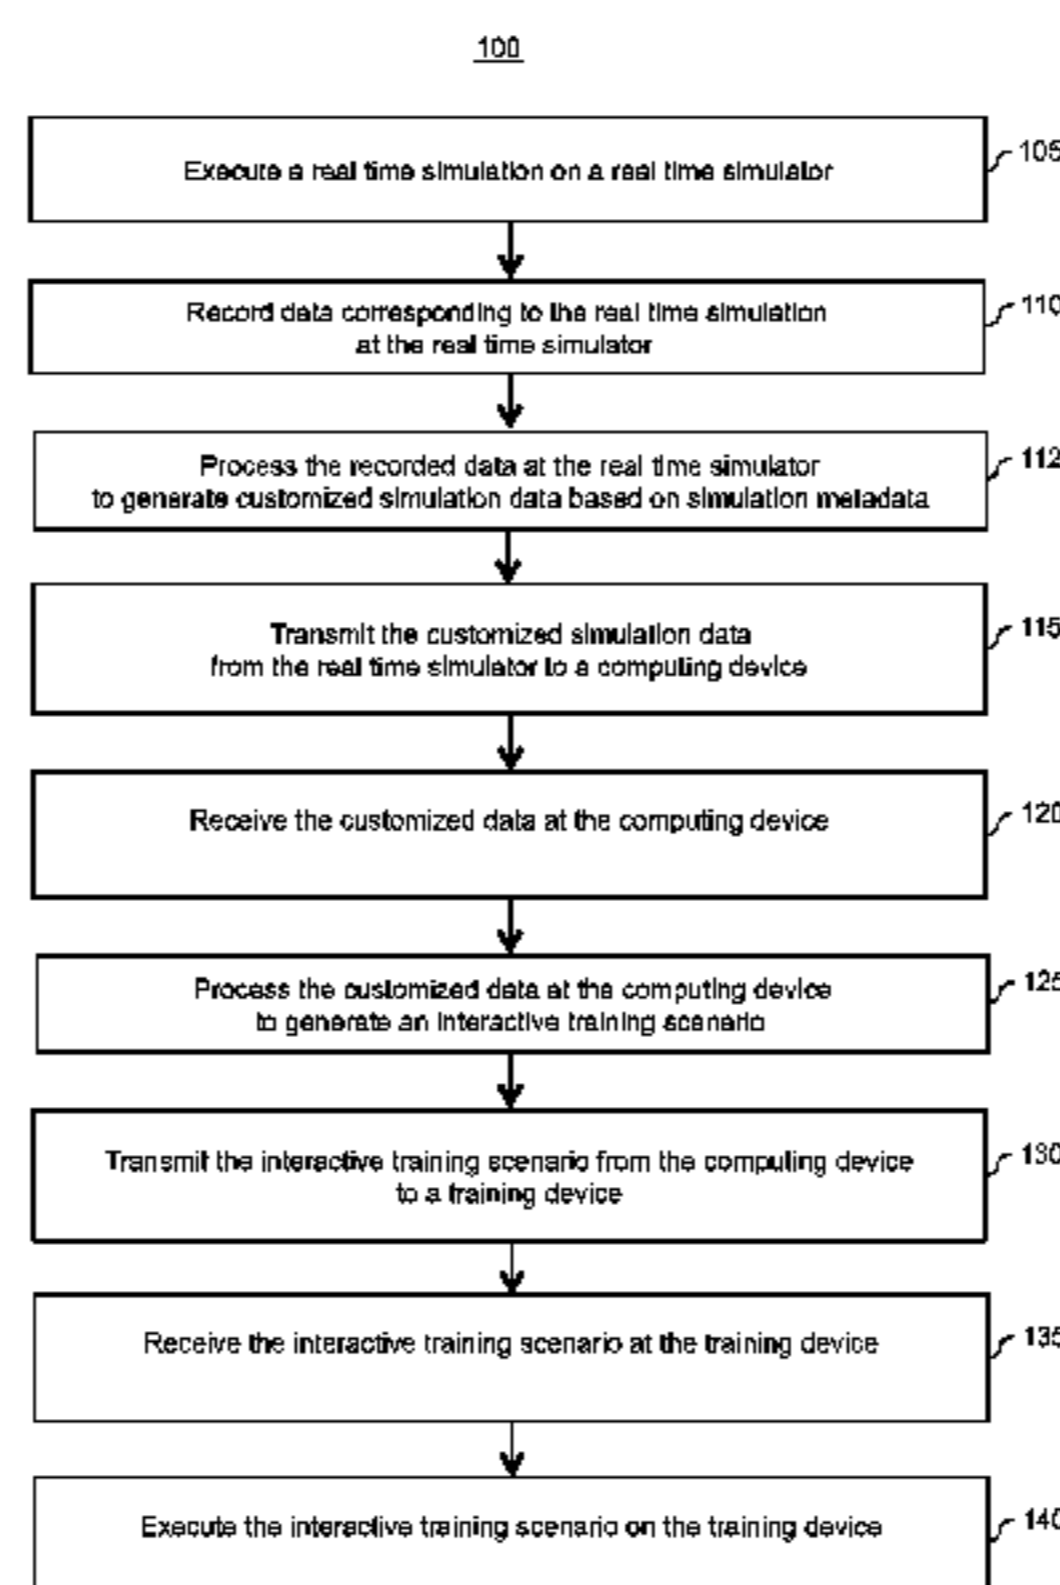 100
Execute a real time simulation on a real time simulator
105
Record data corresponding to the real time simulation
at the real time simulator
110
Process the recorded data at the real time simulator
to generate customized simulation data based on simulation metadata
112
Transmit the customized simulation data
from the real time simulator to a computing device
115
Receive the customized data at the computing device
120
Process the customized data at the computing device
to generate an interactive training scenario
125
Transmit the interactive training scenario from the computing device
to a training device
130
Receive the interactive training scenario at the training device
135
Execute the interactive training scenario on the training device
140